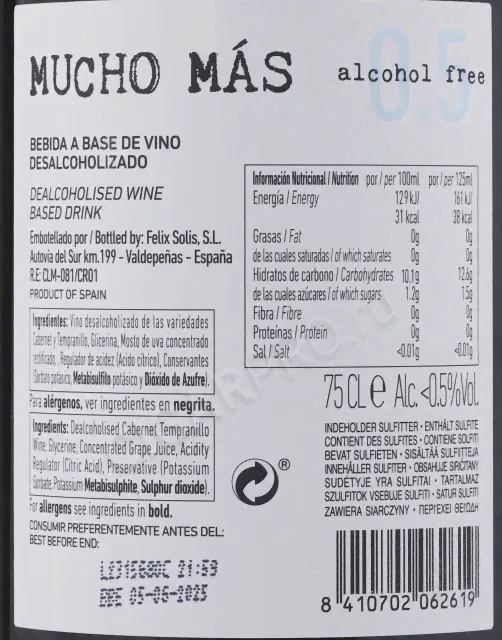 MUCHO MÁS
0.5
alcohol free
BEBIDA A BASE DE VINO
DESALCOHOLIZADO
DEALCOHOLISED WINE
BASED DRINK
Embotellado por / Bottled by: Felix Solis, S.L.
Autovía del Sur km.199 - Valdepeñas - España
R.E: CLM-081/CR01
PRODUCT OF SPAIN
Ingredientes: Vino desalcoholizado de las variedades
Cabernet y Tempranillo, Glicerina, Mosto de uva concentrado
rectificado, Regulador de acidez (Ácido cítrico), Conservantes
(Sorbato potásico, Metabisulfito potásico y Dióxido de Azufre).
Para alérgenos, ver ingredientes en negrita.
Ingredients: Dealcoholised Cabernet Tempranillo
Wine, Glycerine, Concentrated Grape Juice, Acidity
Regulator (Citric Acid), Preservative (Potassium
Sorbate, Potassium Metabisulphite, Sulphur dioxide).
For allergens see ingredients in bold.
CONSUMIR PREFERENTEMENTE ANTES DEL:
BEST BEFORE END:
21:59
05-06-2025
Información Nutricional / Nutrition por / per 100ml por / per 125ml
Energía / Energy 129 kJ/ 161 kJ/
31 kcal 38 kcal
Grasas / Fat 0g 0g
de las cuales saturadas / of which saturates 0g 0g
Hidratos de carbono / Carbohydrates 10,1g 12,6g
de las cuales azúcares / of which sugars 1,2g 1,5g
Fibra / Fibre 0g 0g
Proteínas / Protein 0g 0g
Sal / Salt <0,01g <0,01g
75 CL e Alc.<0.5%Vol.
INDEHOLDER SULFITTER • ENTHÄLT SULFITE
CONTIENT DES SULFITES • CONTIENE SOLFITI
BEVAT SULFIETEN • SISÄLTÄÄ SULFIITTEJA
INNEHÅLLER SULFITER • OBSAHUJE SIŘIČITANY
SUDĖTYJE YRA SULFITAI • TARTALMAZ
SZULFITOK VSEBUJE SULFITI • SATUR SULFĪTI
ZAWIERA SIARCZYNY • ΠΕΡΙΕΧΕΙ ΘΕΙΩΔΗ
®
8 410702 062619